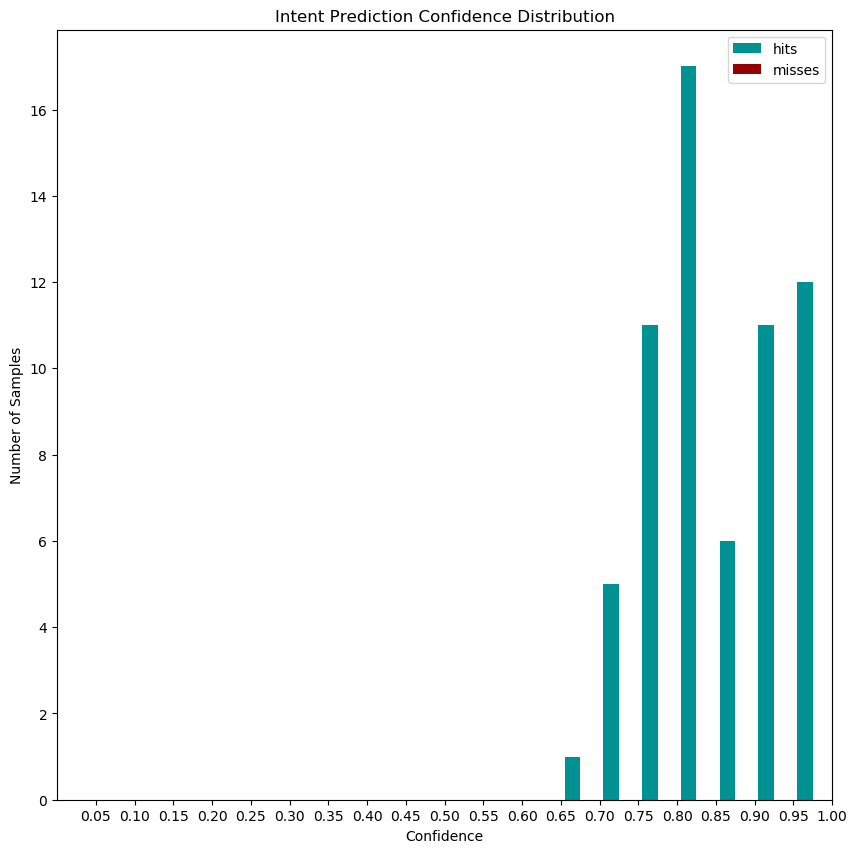 Intent Prediction Confidence Distribution
hits
misses
Number of Samples
16
14
12
10
8
6
4
2
0
0.05 0.10 0.15 0.20 0.25 0.30 0.35 0.40 0.45 0.50 0.55 0.60 0.65 0.70 0.75 0.80 0.85 0.90 0.95 1.00
Confidence